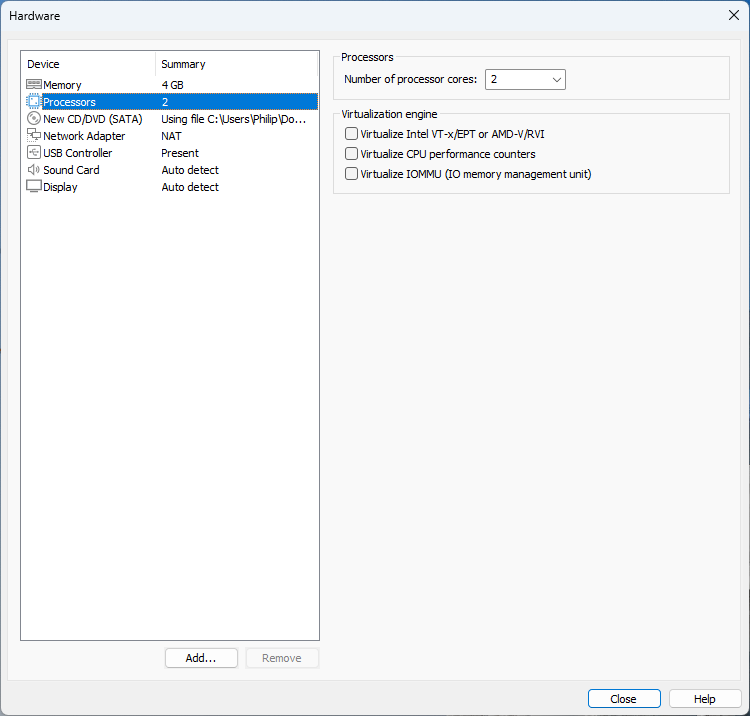 Hardware
Device Summary
Memory 4 GB
Processors 2
New CD/DVD (SATA) Using file C:\Users\Philip\Do...
Network Adapter NAT
USB Controller Present
Sound Card Auto detect
Display Auto detect
Add... Remove
Processors
Number of processor cores: 2
Virtualization engine
Virtualize Intel VT-x/EPT or AMD-V/RVI
Virtualize CPU performance counters
Virtualize IOMMU (IO memory management unit)
Close Help